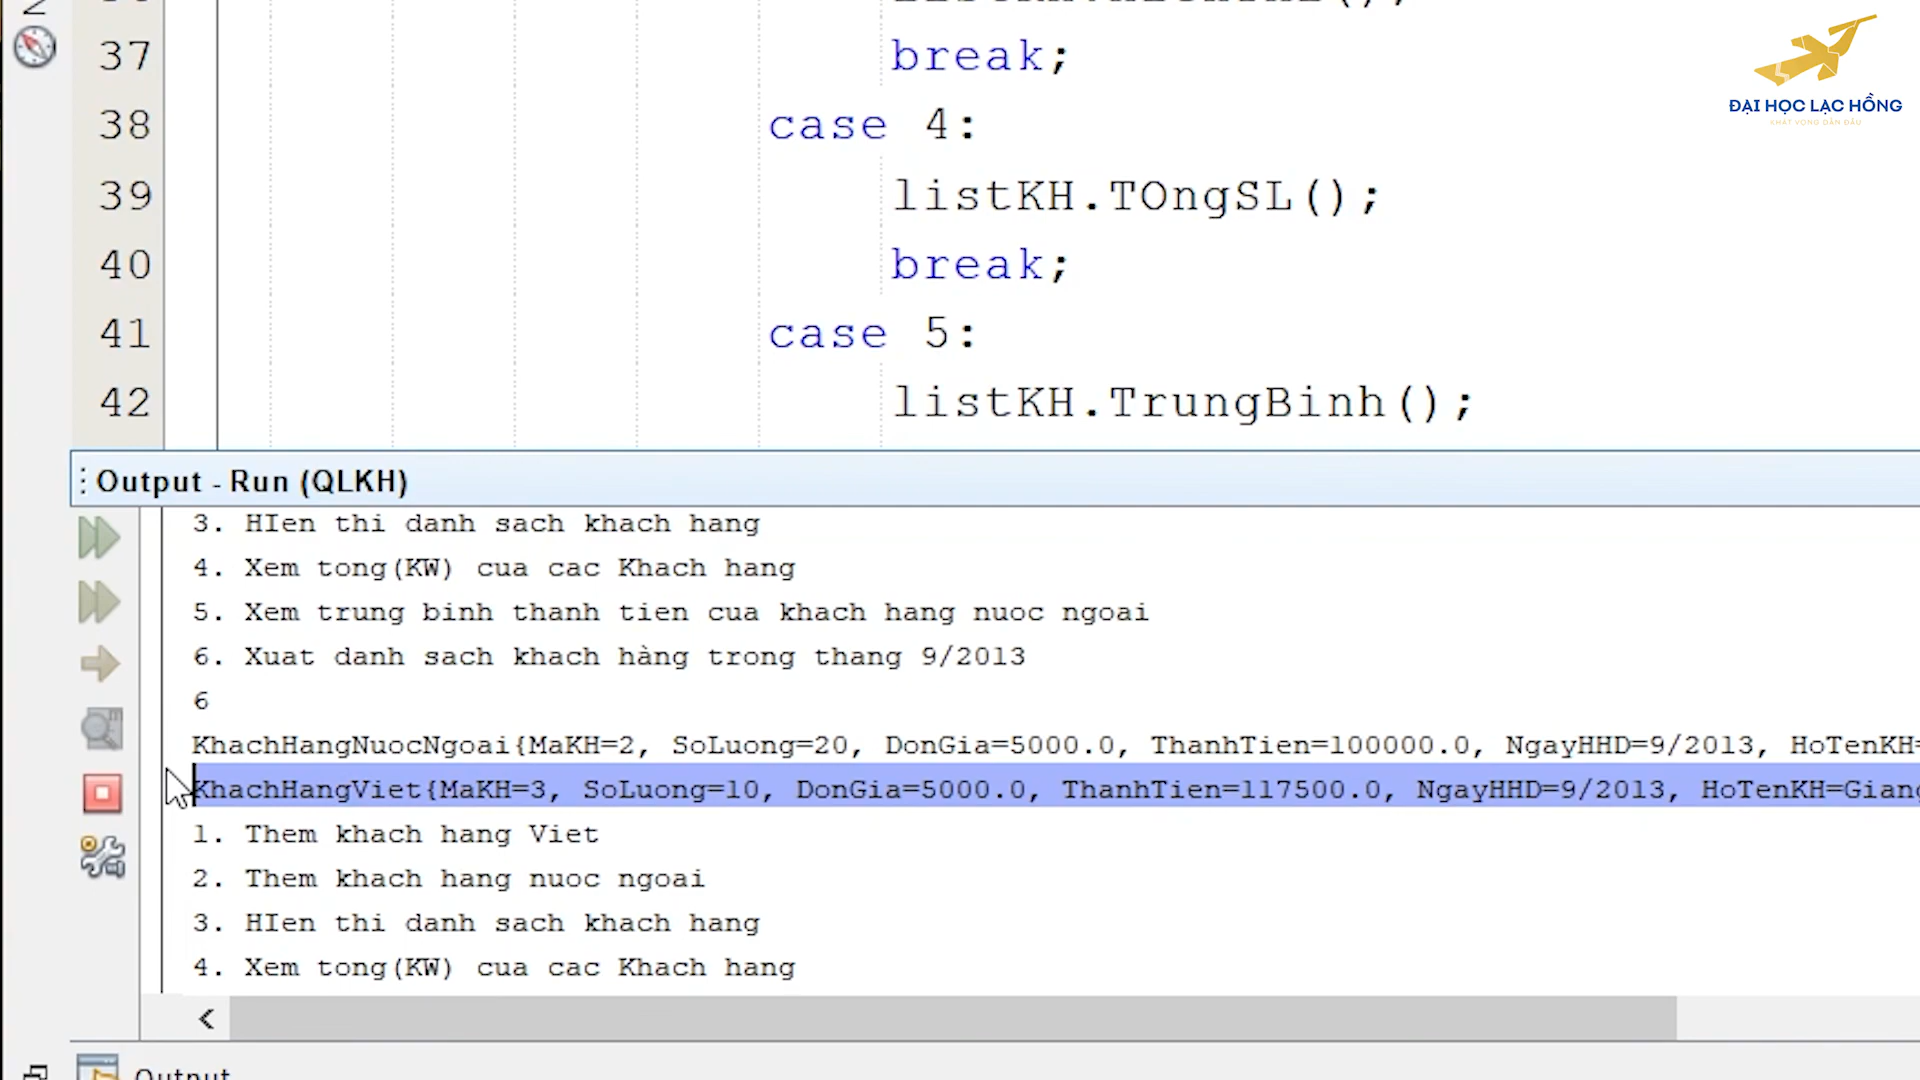 37 break;
38 case 4:
39 listKH.TOngSL();
40 break;
41 case 5:
42 listKH.TrungBinh();
ĐẠI HỌC LẠC HỒNG
KHÁT VỌNG DẪN ĐẦU
Output - Run (QLKH)
3. HIen thi danh sach khach hang
4. Xem tong(KW) cua cac Khach hang
5. Xem trung binh thanh tien cua khach hang nuoc ngoai
6. Xuat danh sach khach hàng trong thang 9/2013
6
KhachHangNuocNgoai{MaKH=2, SoLuong=20, DonGia=5000.0, ThanhTien=100000.0, NgayHHD=9/2013, HoTenKH=
KhachHangViet{MaKH=3, SoLuong=10, DonGia=5000.0, ThanhTien=117500.0, NgayHHD=9/2013, HoTenKH=Giang
1. Them khach hang Viet
2. Them khach hang nuoc ngoai
3. HIen thi danh sach khach hang
4. Xem tong(KW) cua cac Khach hang
Output